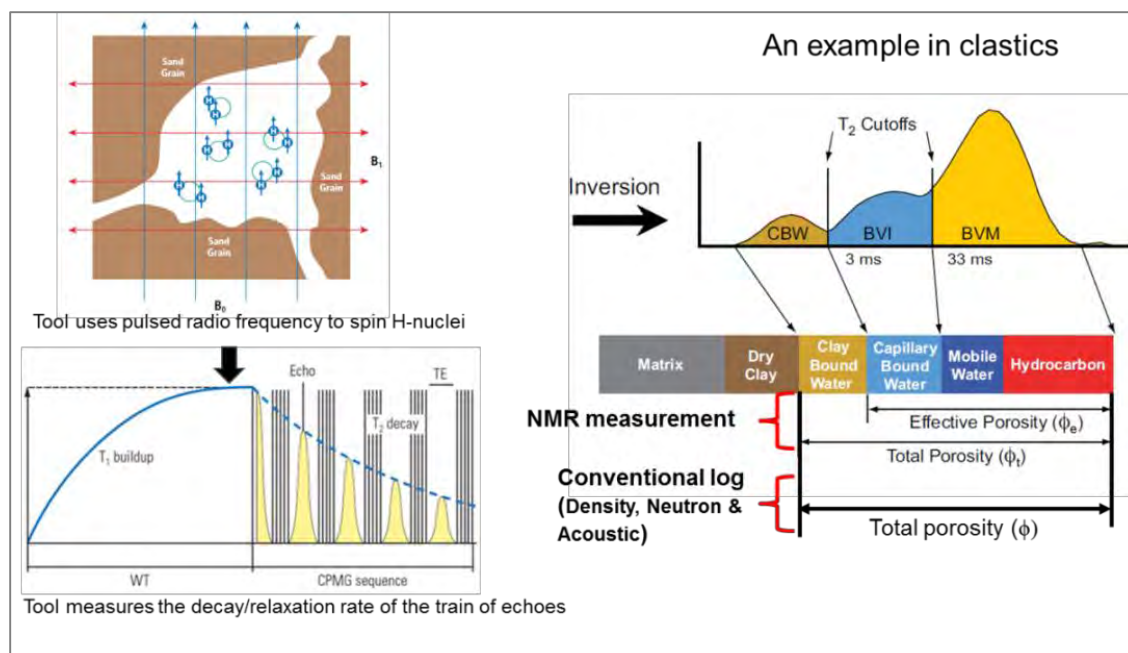 Sand
Grain
H
H
H
H
H
H
H
H
H
H
B1
Sand
Grain
Sand
Grain
B0
Tool uses pulsed radio frequency to spin H-nuclei
Echo
TE
T2 decay
T1 buildup
WT
CPMG sequence
Tool measures the decay/relaxation rate of the train of echoes
An example in clastics
T2 Cutoffs
Inversion
CBW
BVI
BVM
3 ms
33 ms
Matrix
Dry
Clay
Clay
Bound
Water
Capillary
Bound
Water
Mobile
Water
Hydrocarbon
NMR measurement
Effective Porosity (ϕe)
Total Porosity (ϕt)
Conventional log
(Density, Neutron &
Acoustic)
Total porosity (ϕ)